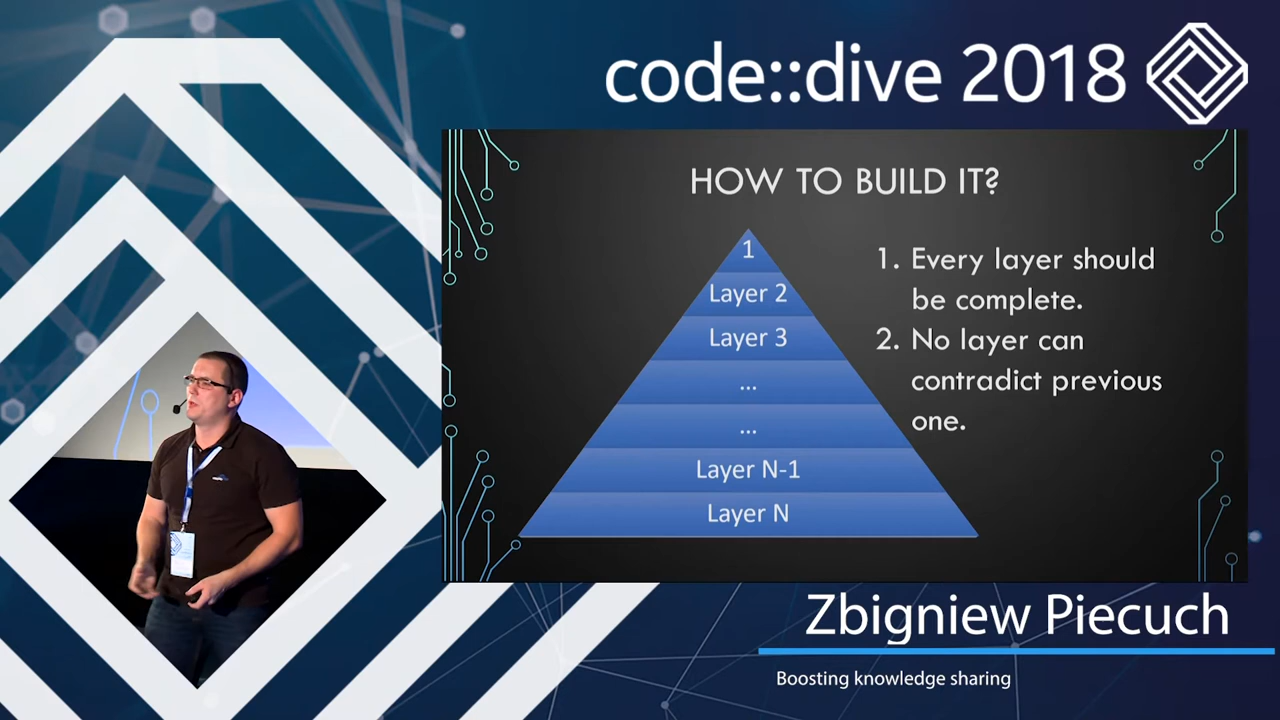 code::dive 2018
HOW TO BUILD IT?
1
Layer 2
Layer 3
...
...
Layer N-1
Layer N
1. Every layer should
be complete.
2. No layer can
contradict previous
one.
Zbigniew Piecuch
Boosting knowledge sharing